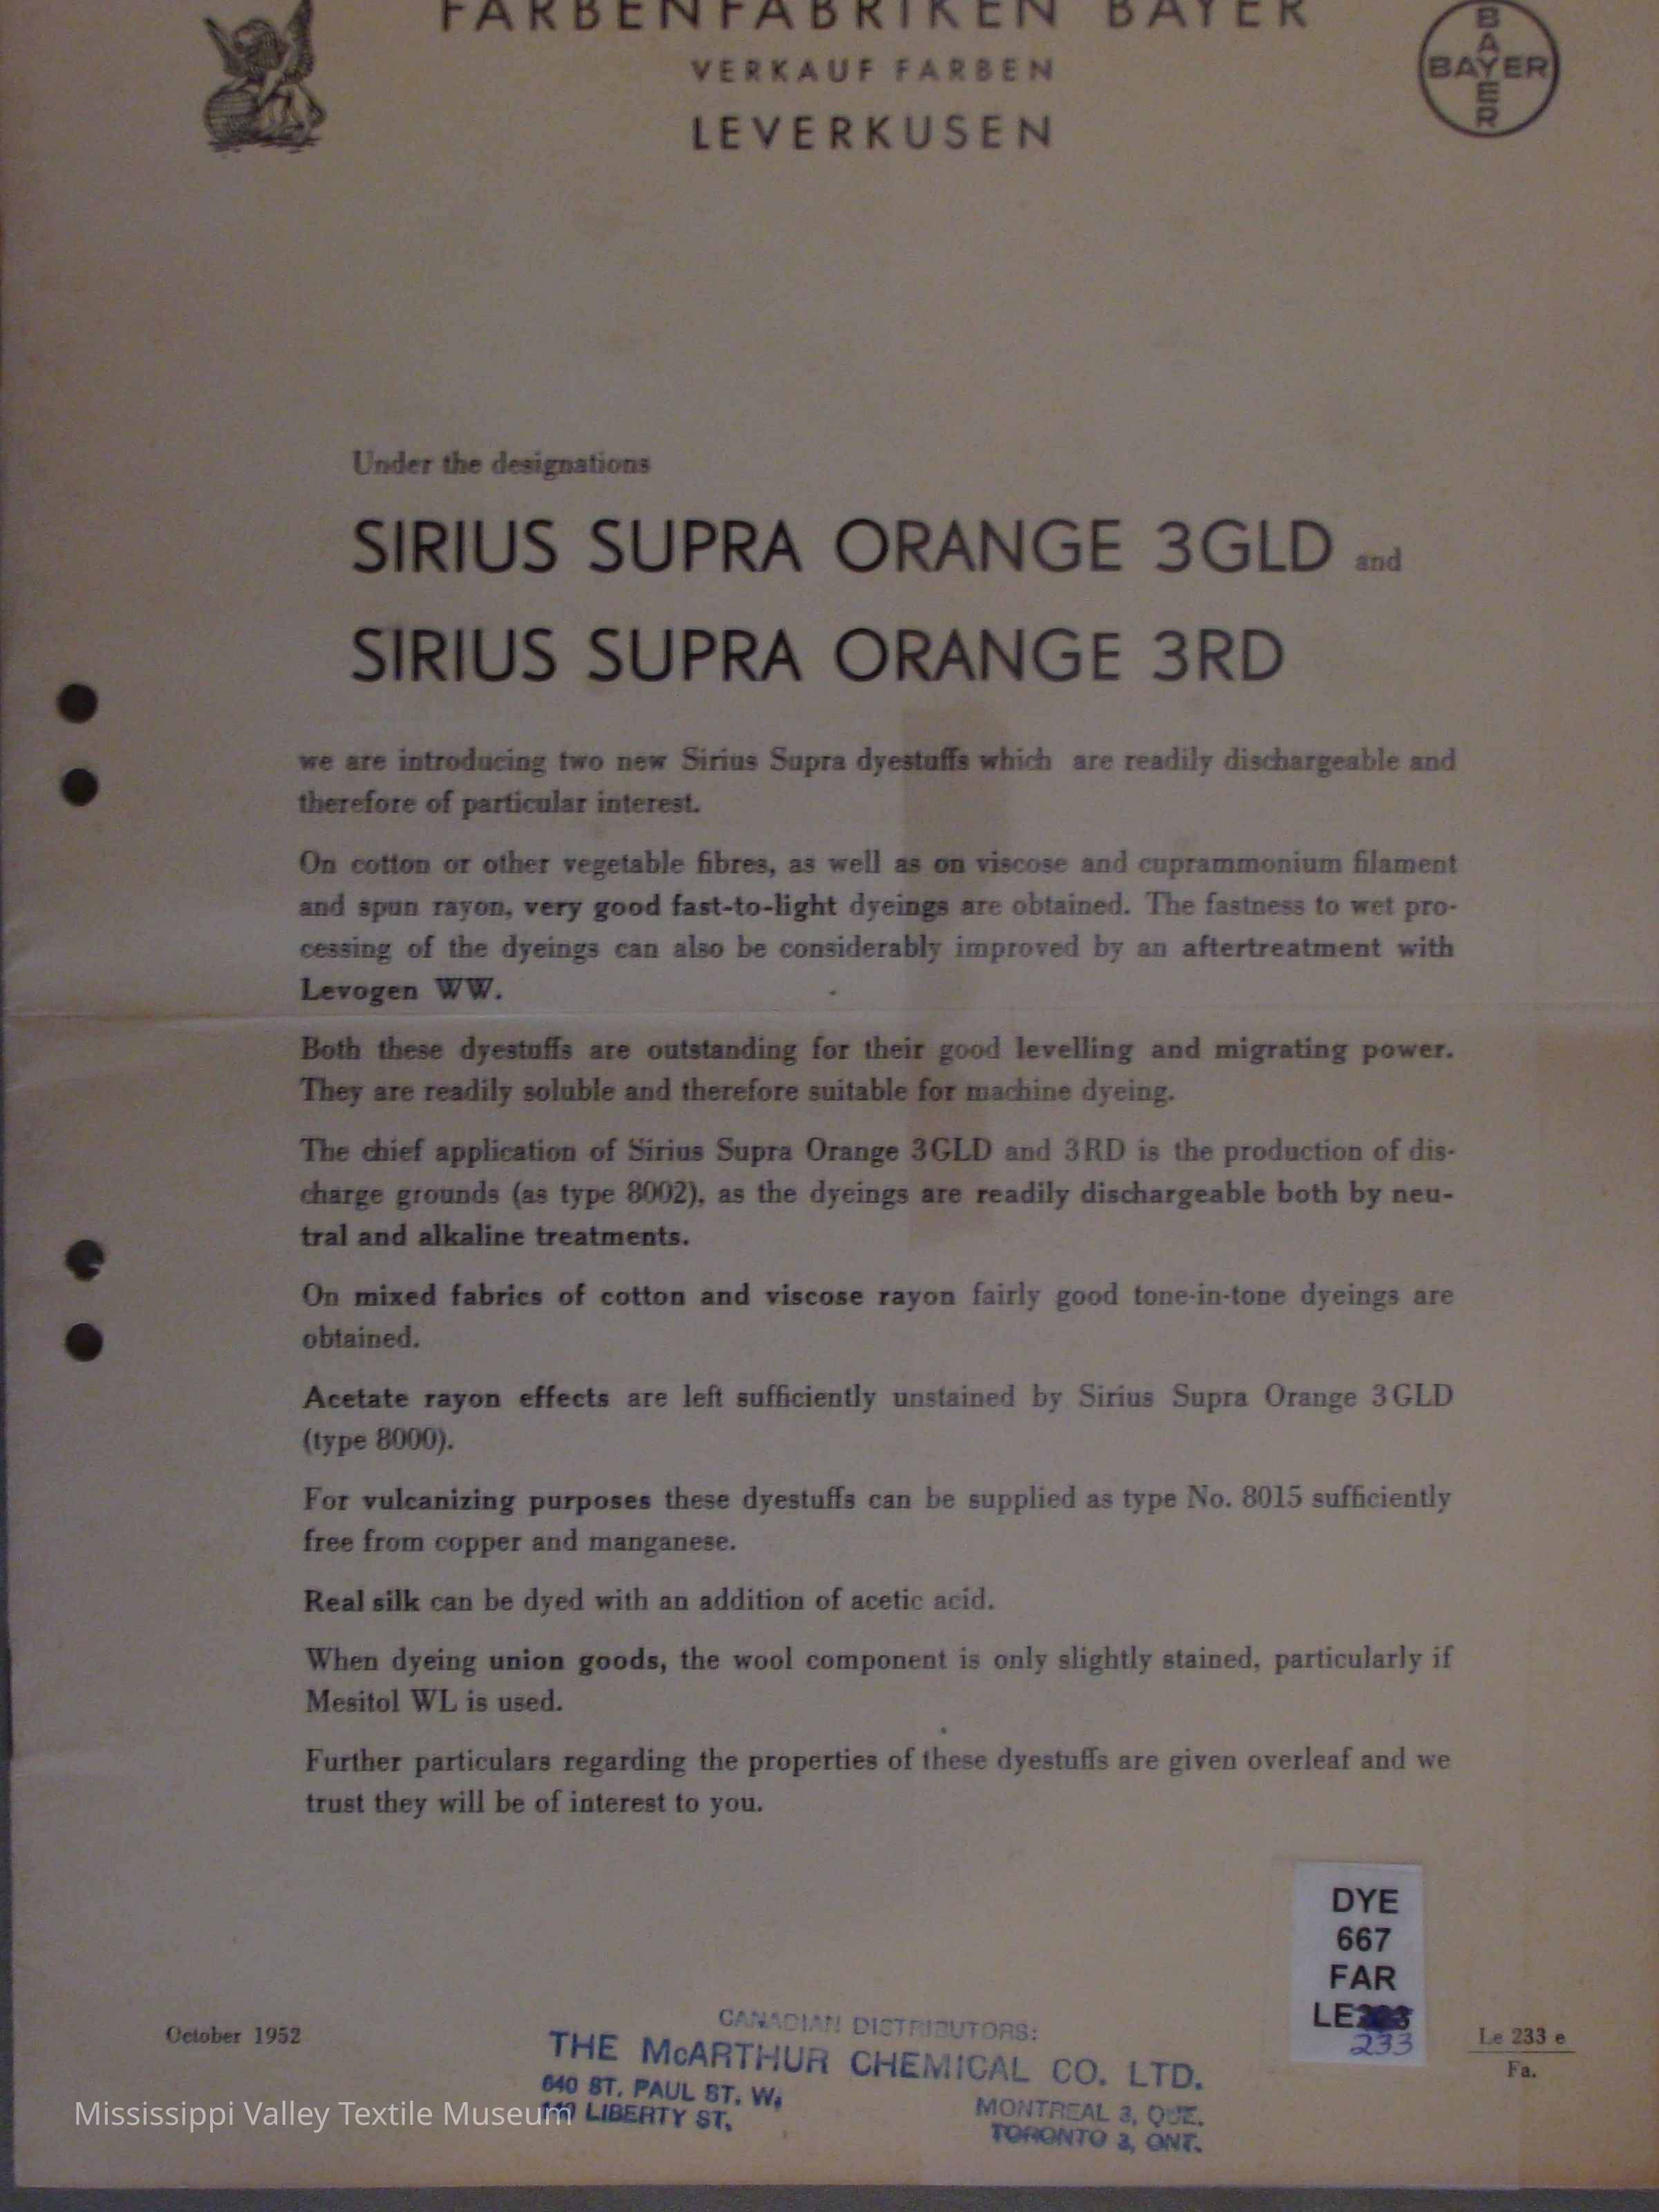 FARBENFABRIKEN BAYER
VERKAUF FARBEN
LEVERKUSEN
BAYER
BAYER
Under the designations
SIRIUS SUPRA ORANGE 3GLD and
SIRIUS SUPRA ORANGE 3RD
we are introducing two new Sirius Supra dyestuffs which are readily dischargeable and
therefore of particular interest.
On cotton or other vegetable fibres, as well as on viscose and cuprammonium filament
and spun rayon, very good fast-to-light dyeings are obtained. The fastness to wet pro-
cessing of the dyeings can also be considerably improved by an aftertreatment with
Levogen WW.
Both these dyestuffs are outstanding for their good levelling and migrating power.
They are readily soluble and therefore suitable for machine dyeing.
The chief application of Sirius Supra Orange 3GLD and 3RD is the production of dis-
charge grounds (as type 8002), as the dyeings are readily dischargeable both by neu-
tral and alkaline treatments.
On mixed fabrics of cotton and viscose rayon fairly good tone-in-tone dyeings are
obtained.
Acetate rayon effects are left sufficiently unstained by Sirius Supra Orange 3GLD
(type 8000).
For vulcanizing purposes these dyestuffs can be supplied as type No. 8015 sufficiently
free from copper and manganese.
Real silk can be dyed with an addition of acetic acid.
When dyeing union goods, the wool component is only slightly stained, particularly if
Mesitol WL is used.
Further particulars regarding the properties of these dyestuffs are given overleaf and we
trust they will be of interest to you.
DYE
667
FAR
LE
233
October 1952
Le 233 e
Fa.
CANADIAN DISTRIBUTORS:
THE McARTHUR CHEMICAL CO. LTD.
640 ST. PAUL ST. W. MONTREAL 3, QUE.
LIBERTY ST. TORONTO 3, ONT.
Mississippi Valley Textile Museum